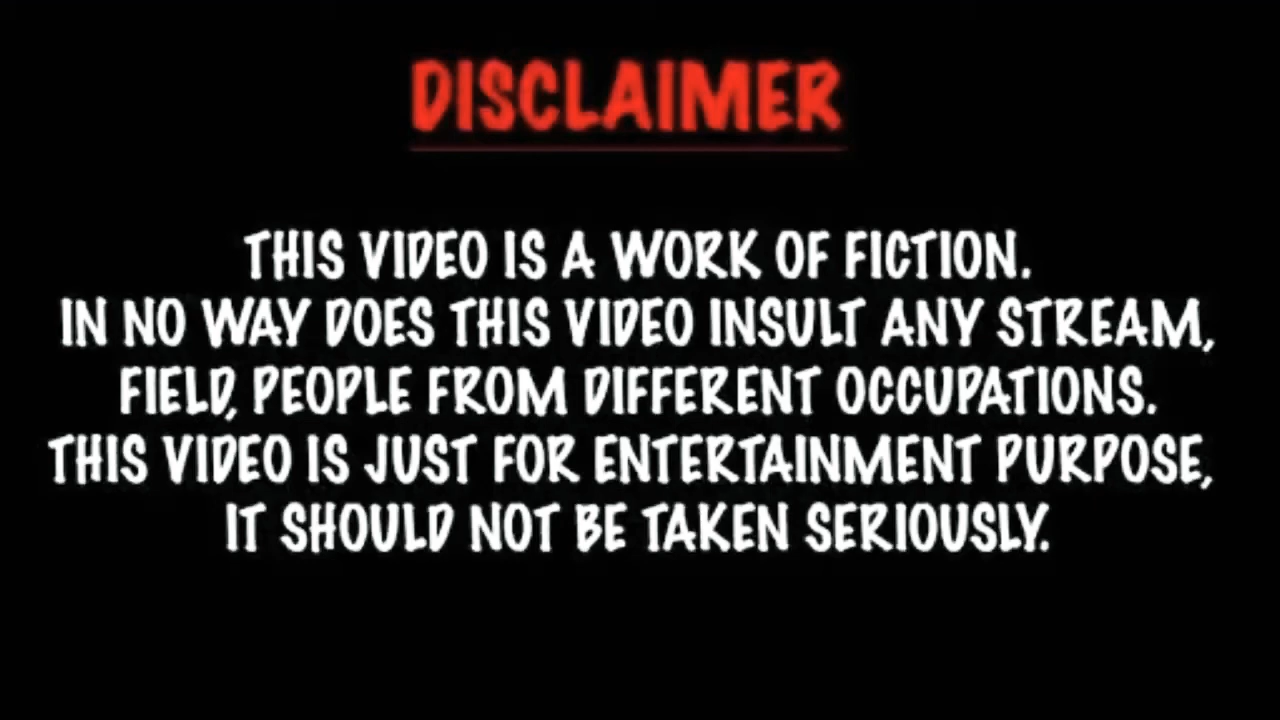 DISCLAIMER
THIS VIDEO IS A WORK OF FICTION.
IN NO WAY DOES THIS VIDEO INSULT ANY STREAM,
FIELD, PEOPLE FROM DIFFERENT OCCUPATIONS.
THIS VIDEO IS JUST FOR ENTERTAINMENT PURPOSE,
IT SHOULD NOT BE TAKEN SERIOUSLY.